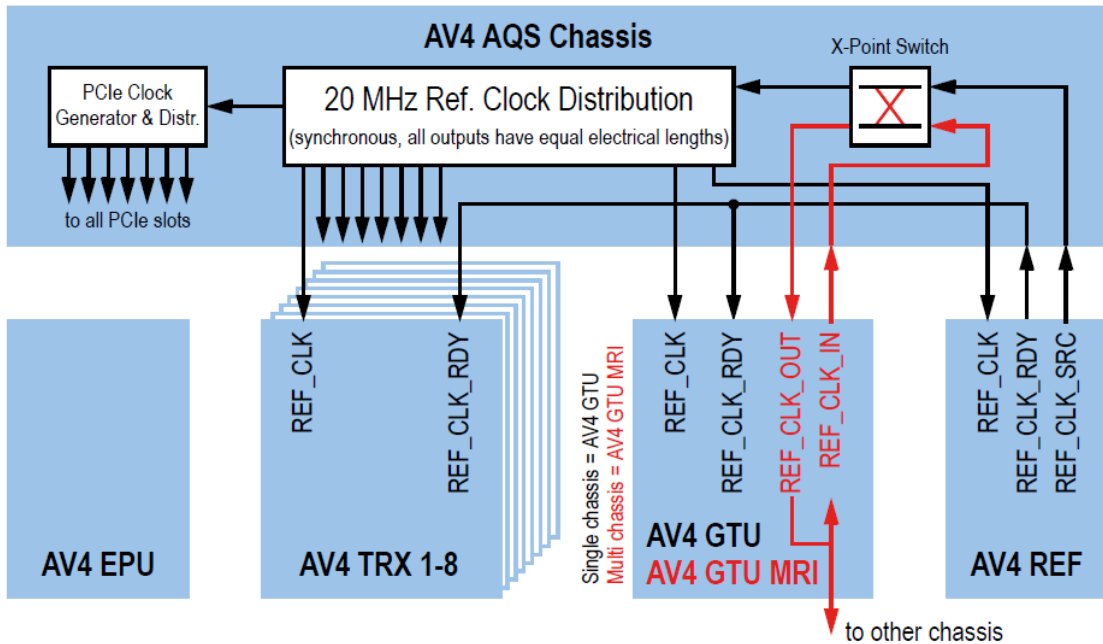 AV4 AQS Chassis
X-Point Switch
PCIe Clock
Generator & Distr.
20 MHz Ref. Clock Distribution
(synchronous, all outputs have equal electrical lengths)
to all PCIe slots
REF_CLK
REF_CLK_RDY
Single chassis = AV4 GTU
Multi chassis = AV4 GTU MRI
REF_CLK
REF_CLK_RDY
REF_CLK_OUT
REF_CLK_IN
REF_CLK
REF_CLK_RDY
REF_CLK_SRC
AV4 EPU
AV4 TRX 1-8
AV4 GTU
AV4 GTU MRI
AV4 REF
to other chassis